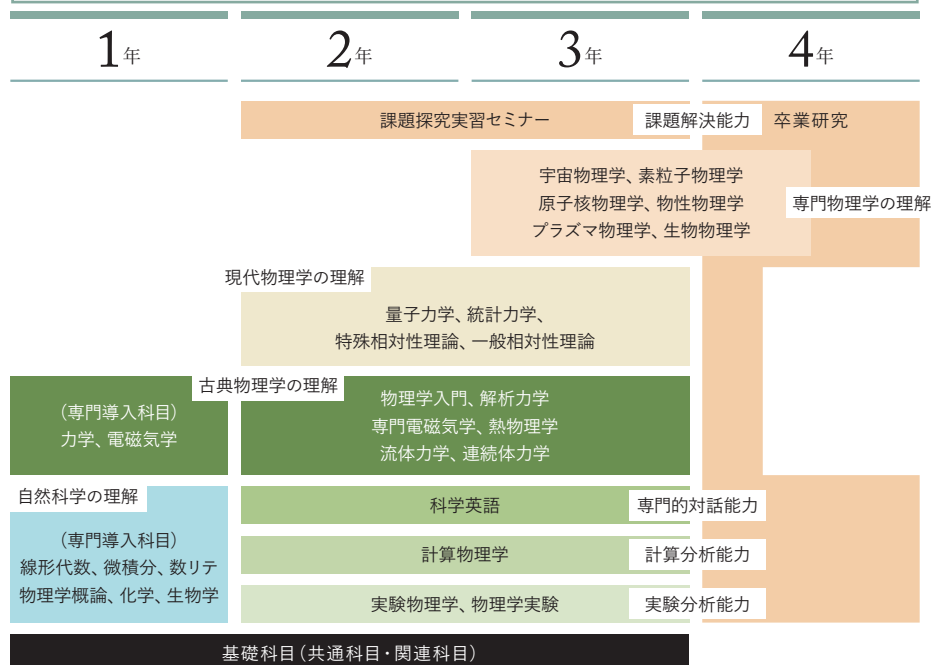 1年
2年
3年
4年
課題探究実習セミナー
課題解決能力
卒業研究
宇宙物理学、素粒子物理学
原子核物理学、物性物理学
プラズマ物理学、生物物理学
専門物理学の理解
現代物理学の理解
量子力学、統計力学、
特殊相対性理論、一般相対性理論
古典物理学の理解
(専門導入科目)
力学、電磁気学
物理学入門、解析力学
専門電磁気学、熱物理学
流体力学、連続体力学
自然科学の理解
(専門導入科目)
線形代数、微積分、数リテ
物理学概論、化学、生物学
科学英語
専門的対話能力
計算物理学
計算分析能力
実験物理学、物理学実験
実験分析能力
基礎科目(共通科目・関連科目)